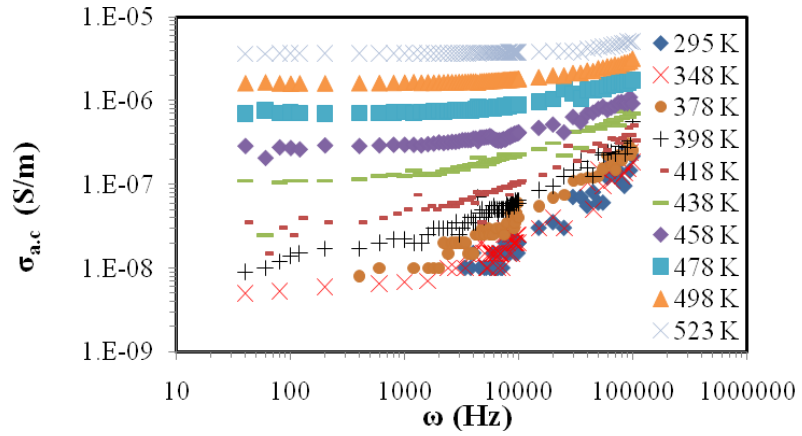 1.E-05
1.E-06
1.E-07
1.E-08
1.E-09
σa.c (S/m)
10 100 1000 10000 100000 1000000
ω (Hz)
295 K
348 K
378 K
398 K
418 K
438 K
458 K
478 K
498 K
523 K